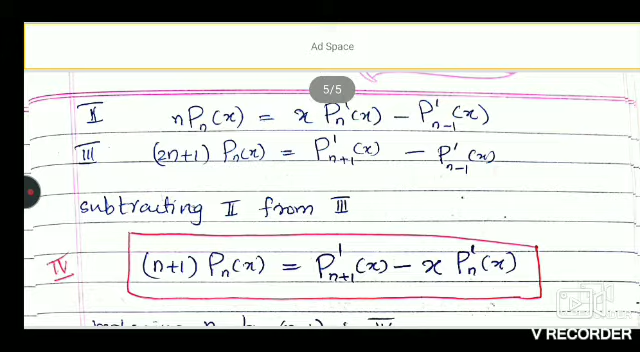 Ad Space
5/5
II nPn(x) = x P'n(x) - P'n-1(x)
III (2n+1) Pn(x) = P'n+1(x) - P'n-1(x)
subtracting II from III
IV (n+1) Pn(x) = P'n+1(x) - x P'n(x)
V RECORDER